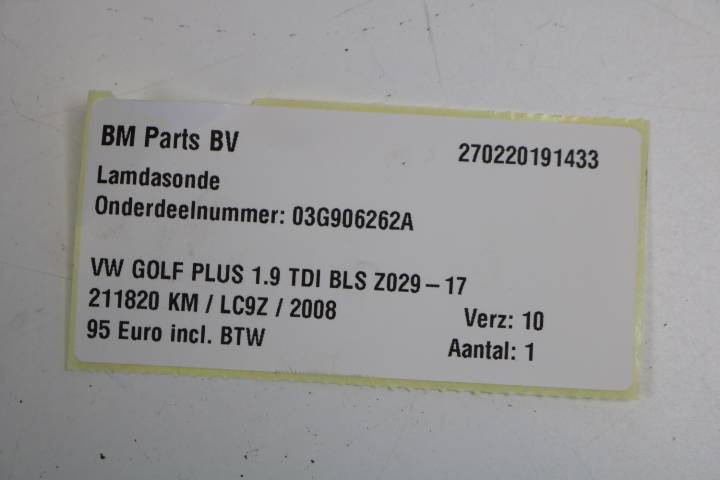 BM Parts BV 270220191433
Lamdasonde
Onderdeelnummer: 03G906262A
VW GOLF PLUS 1.9 TDI BLS Z029-17
211820 KM / LC9Z / 2008 Verz: 10
95 Euro incl. BTW Aantal: 1